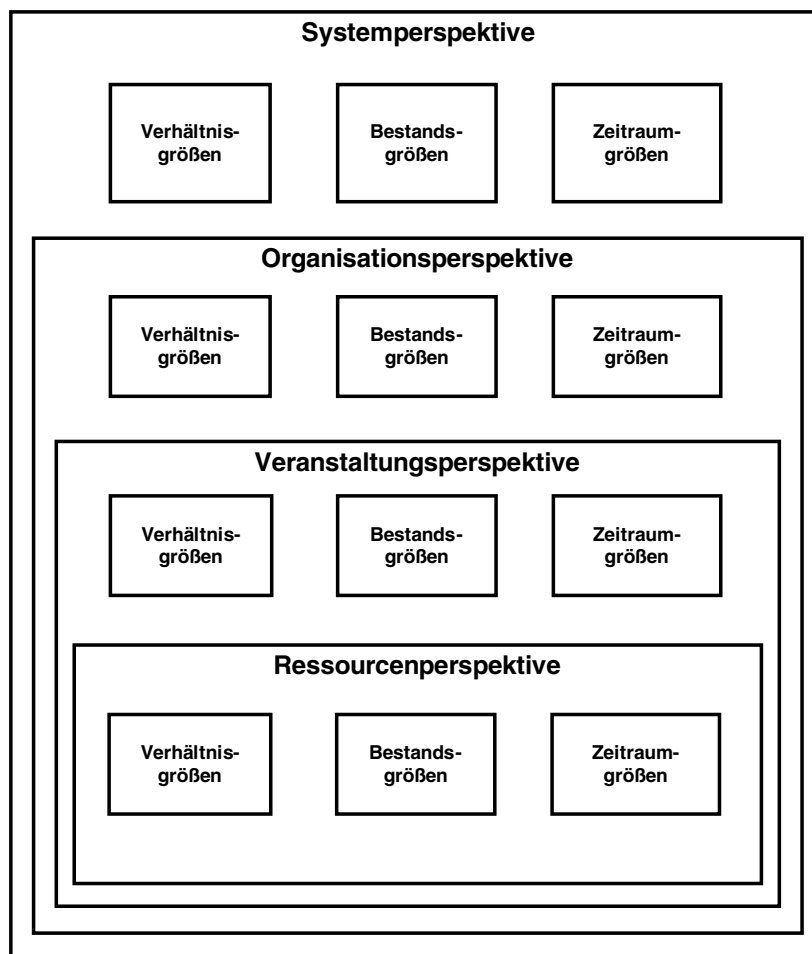 Systemperspektive
Verhältnis-
größen
Bestands-
größen
Zeitraum-
größen
Organisationsperspektive
Verhältnis-
größen
Bestands-
größen
Zeitraum-
größen
Veranstaltungsperspektive
Verhältnis-
größen
Bestands-
größen
Zeitraum-
größen
Ressourcenperspektive
Verhältnis-
größen
Bestands-
größen
Zeitraum-
größen